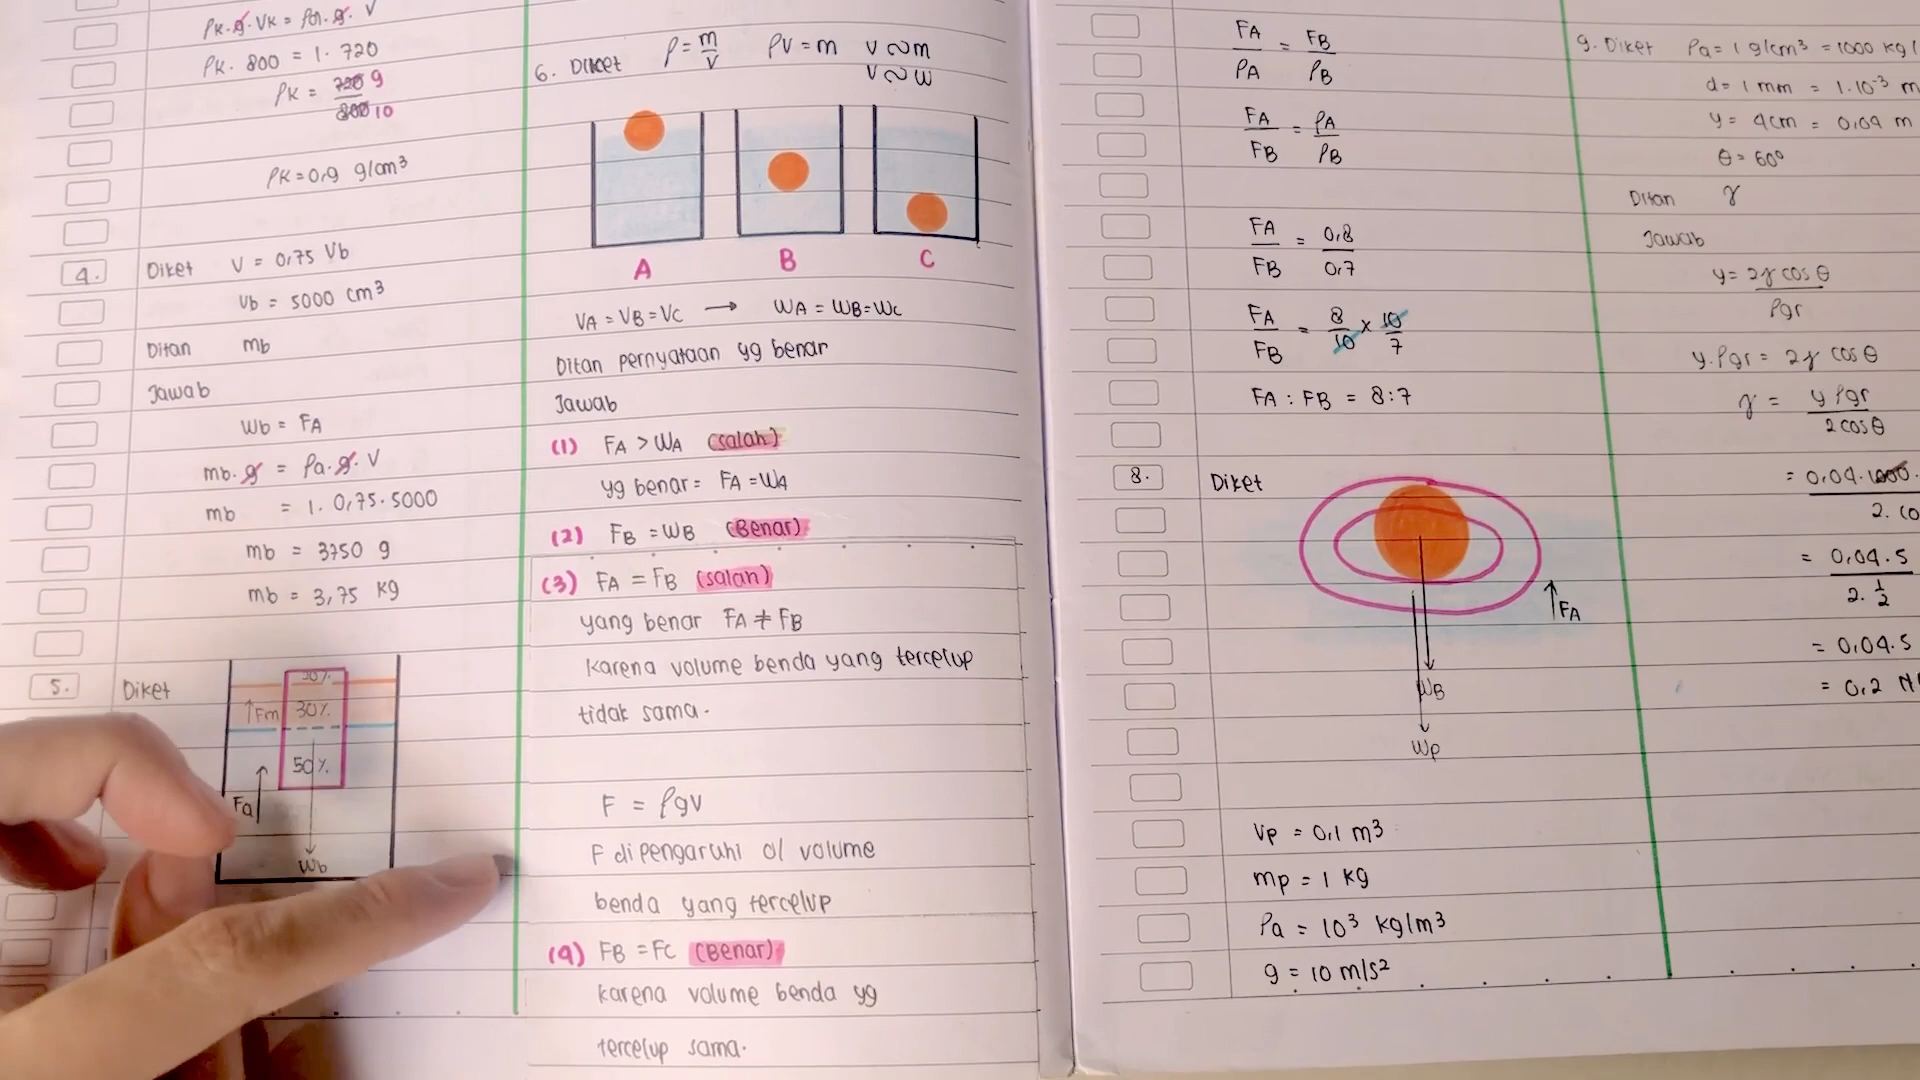 ρK.g.VK = ρa.g. V
ρK. 800 = 1. 720
ρK = 720 9
800 10
ρK = 0,9 g/cm³
4.
Diket V = 0,75 Vb
Vb = 5000 cm³
Ditan mb
Jawab
Wb = FA
mb.g = ρa.g. V
mb = 1. 0,75. 5000
mb = 3750 g
mb = 3,75 kg
5.
Diket
30%
↑Fm
50%
Fa
Wb
6. Diket ρ = m/v ρV = m V ∾ m
V ∾ W
A B C
VA = VB = VC → WA = WB = WC
Ditan pernyataan yg benar
Jawab
(1) FA > WA (salah)
yg benar = FA = WA
(2) FB = WB (Benar)
(3) FA = FB (salah)
yang benar FA ≠ FB
karena volume benda yang tercelup
tidak sama.
F = ρgv
F dipengaruhi o/ volume
benda yang tercelup
(4) FB = FC (Benar)
karena volume benda yg
tercelup sama.
FA/ρA = FB/ρB
FA/FB = ρA/ρB
FA/FB = 0,8/0,7
FA/FB = 8/10 x 10/7
FA : FB = 8:7
8.
Diket
FA
WB
Wp
Vp = 0,1 m³
mp = 1 kg
ρa = 10³ kg/m³
g = 10 m/s²
9. Diket ρa = 1 g/cm³ = 1000 kg/
d = 1 mm = 1.10⁻³ m
y = 4cm = 0,04 m
θ = 60°
Ditan γ
Jawab
y = 2γ cos θ
ρgr
y.ρgr = 2γ cos θ
γ = y ρgr
2 cos θ
= 0,04. 1000.
2. co
= 0,04. 5
2. ½
= 0,04. 5
= 0,2 N